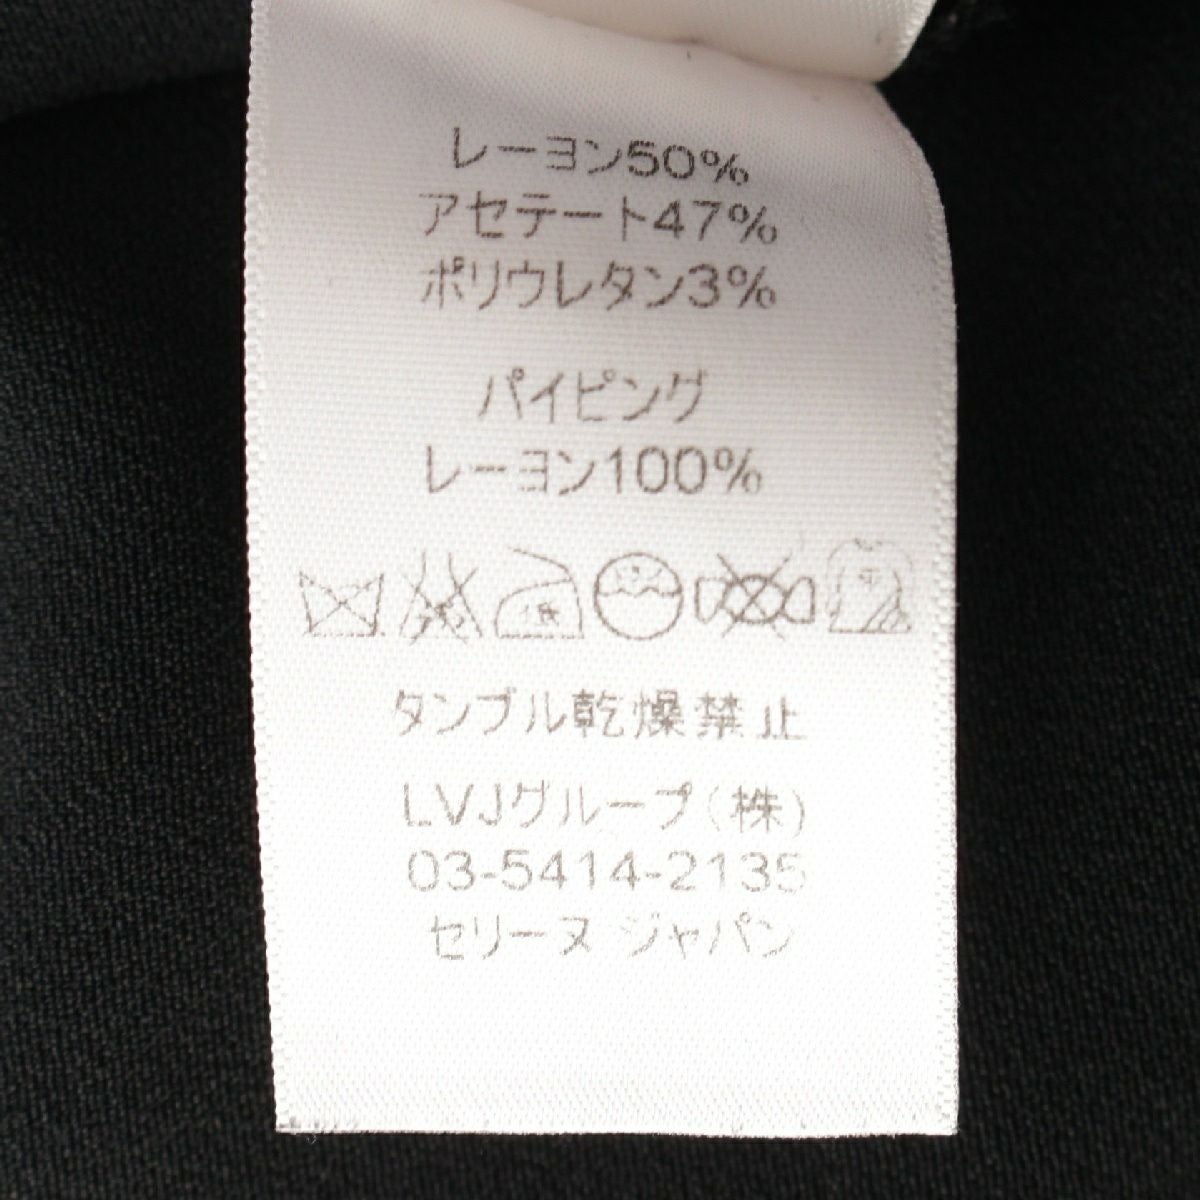 レーヨン50%
アセテート47%
ポリウレタン3%
パイピング
レーヨン100%
タンブル乾燥禁止
LVJグループ(株)
03-5414-2135
セリーヌ ジャパン